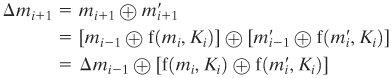 Δm_{i+1} = m_{i+1} ⊕ m′_{i+1}
= [m_{i−1} ⊕ f(m_i, K_i)] ⊕ [m′_{i−1} ⊕ f(m′_i, K_i)]
= Δm_{i−1} ⊕ [f(m_i, K_i) ⊕ f(m′_i, K_i)]